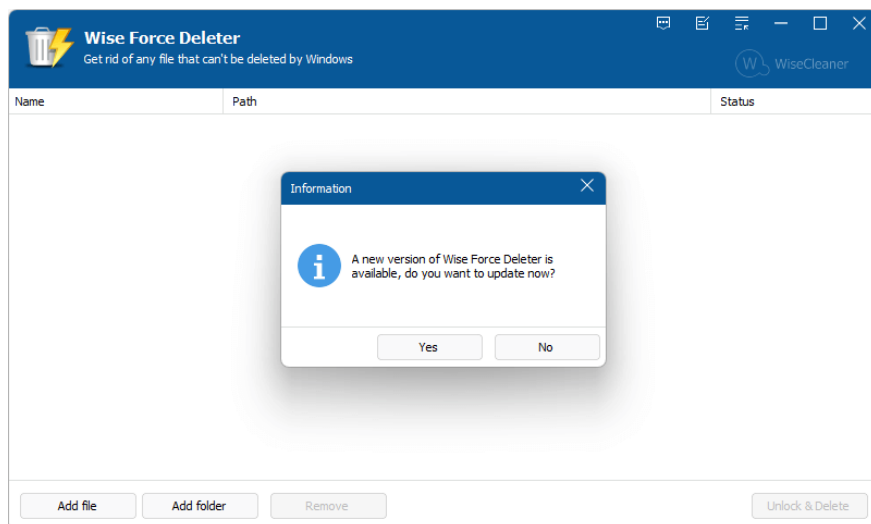 Wise Force Deleter
Get rid of any file that can't be deleted by Windows
W WiseCleaner
Name Path Status
Information
A new version of Wise Force Deleter is
available, do you want to update now?
Yes No
Add file Add folder Remove Unlock & Delete